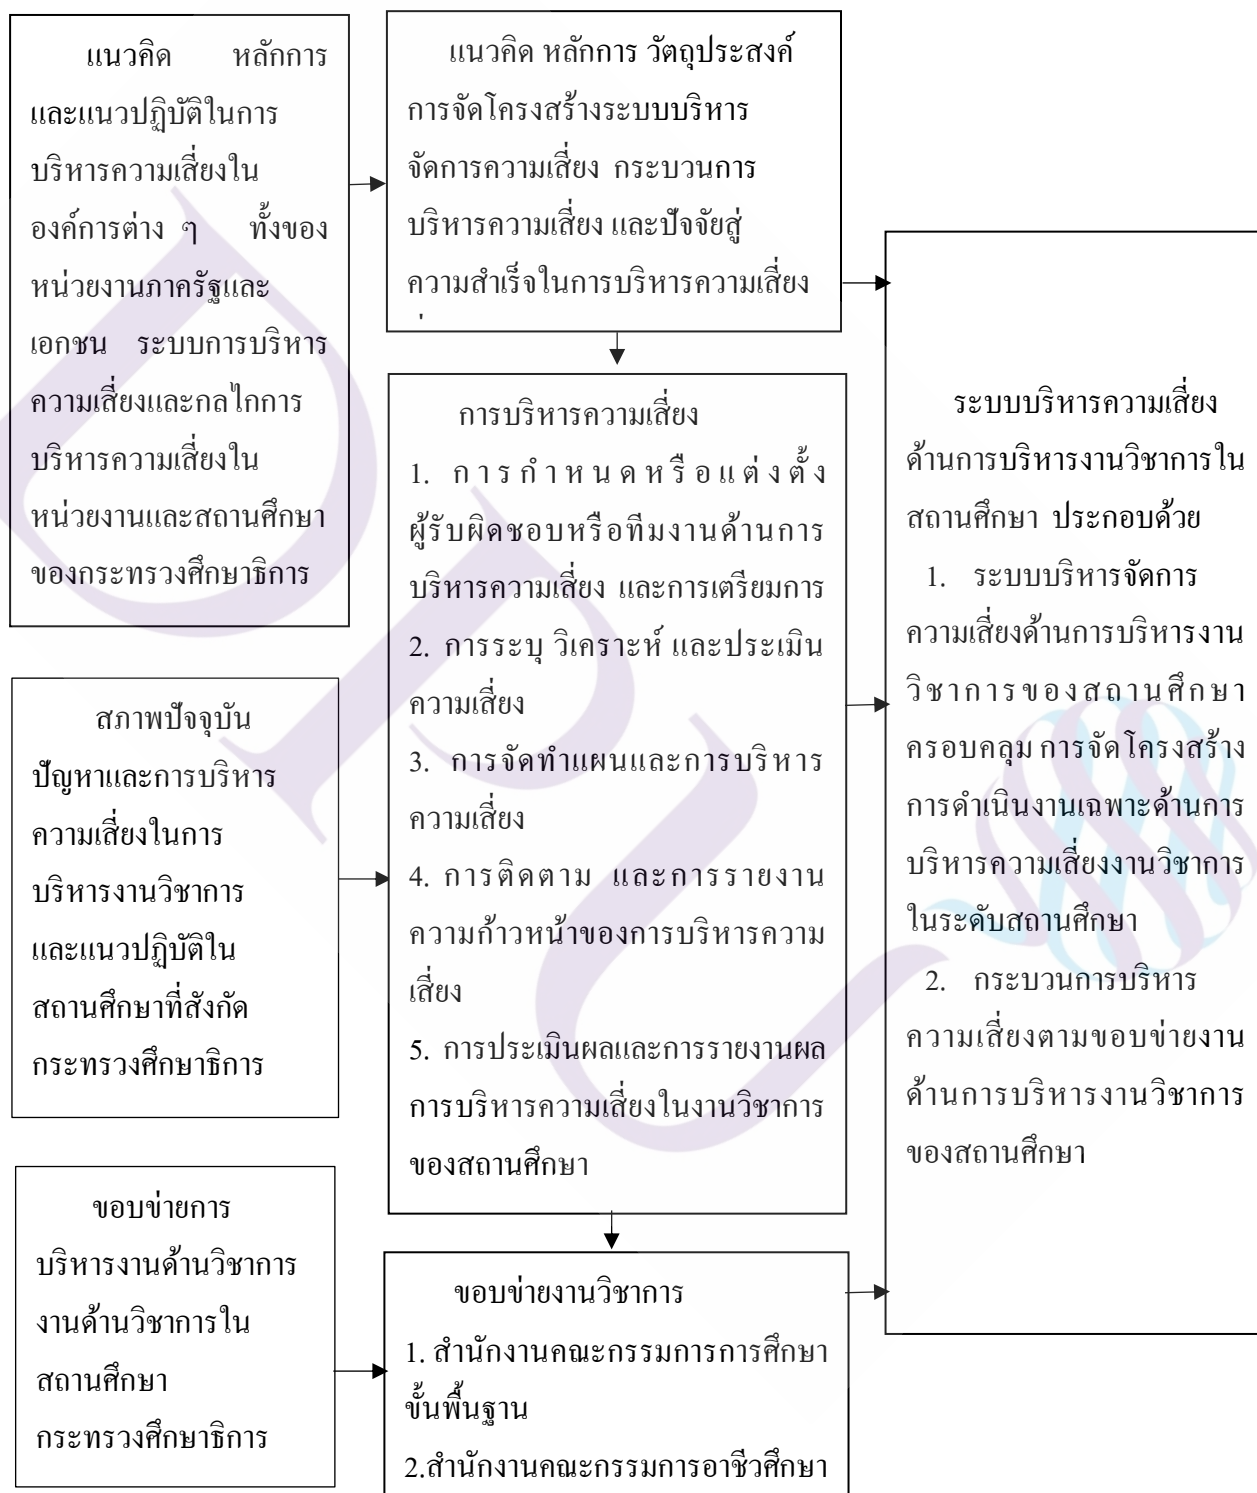 แนวคิด หลักการ
และแนวปฏิบัติในการ
บริหารความเสี่ยงใน
องค์การต่าง ๆ ทั้งของ
หน่วยงานภาครัฐและ
เอกชน ระบบการบริหาร
ความเสี่ยงและกลไกการ
บริหารความเสี่ยงใน
หน่วยงานและสถานศึกษา
ของกระทรวงศึกษาธิการ
สภาพปัจจุบัน
ปัญหาและการบริหาร
ความเสี่ยงในการ
บริหารงานวิชาการ
และแนวปฏิบัติใน
สถานศึกษาที่สังกัด
กระทรวงศึกษาธิการ
ขอบข่ายการ
บริหารงานด้านวิชาการ
งานด้านวิชาการใน
สถานศึกษา
กระทรวงศึกษาธิการ
แนวคิด หลักการ วัตถุประสงค์
การจัดโครงสร้างระบบบริหาร
จัดการความเสี่ยง กระบวนการ
บริหารความเสี่ยง และปัจจัยสู่
ความสำเร็จในการบริหารความเสี่ยง
การบริหารความเสี่ยง
1. การกำหนดหรือแต่งตั้ง
ผู้รับผิดชอบหรือทีมงานด้านการ
บริหารความเสี่ยง และการเตรียมการ
2. การระบุ วิเคราะห์ และประเมิน
ความเสี่ยง
3. การจัดทำแผนและการบริหาร
ความเสี่ยง
4. การติดตาม และการรายงาน
ความก้าวหน้าของการบริหารความ
เสี่ยง
5. การประเมินผลและการรายงานผล
การบริหารความเสี่ยงในงานวิชาการ
ของสถานศึกษา
ขอบข่ายงานวิชาการ
1. สำนักงานคณะกรรมการการศึกษา
ขั้นพื้นฐาน
2.สำนักงานคณะกรรมการอาชีวศึกษา
ระบบบริหารความเสี่ยง
ด้านการบริหารงานวิชาการใน
สถานศึกษา ประกอบด้วย
1. ระบบบริหารจัดการ
ความเสี่ยงด้านการบริหารงาน
วิชาการของสถานศึกษา
ครอบคลุม การจัดโครงสร้าง
การดำเนินงานเฉพาะด้านการ
บริหารความเสี่ยงงานวิชาการ
ในระดับสถานศึกษา
2. กระบวนการบริหาร
ความเสี่ยงตามขอบข่ายงาน
ด้านการบริหารงานวิชาการ
ของสถานศึกษา
DPU